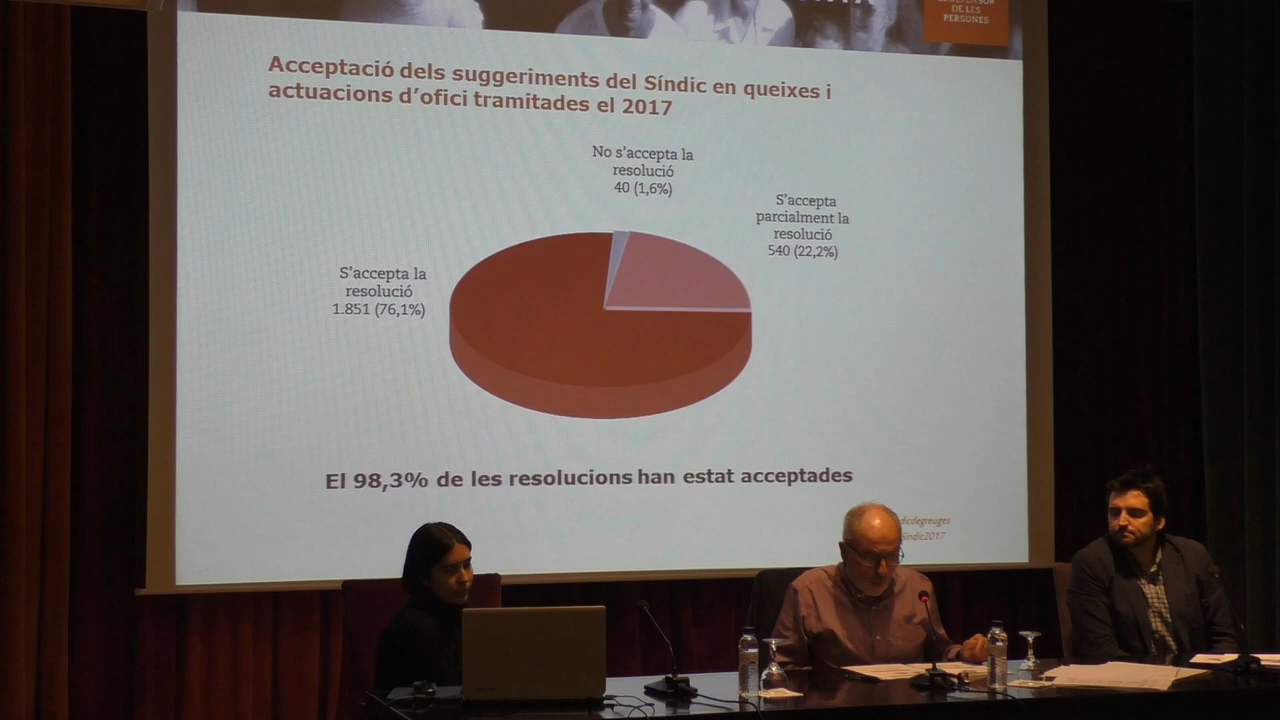 DE LES
PERSONES
Acceptació dels suggeriments del Síndic en queixes i
actuacions d’ofici tramitades el 2017
No s’accepta la
resolució
40 (1,6%)
S’accepta
parcialment la
resolució
540 (22,2%)
S’accepta la
resolució
1.851 (76,1%)
El 98,3% de les resolucions han estat acceptades
dicdegreuges
Síndic2017